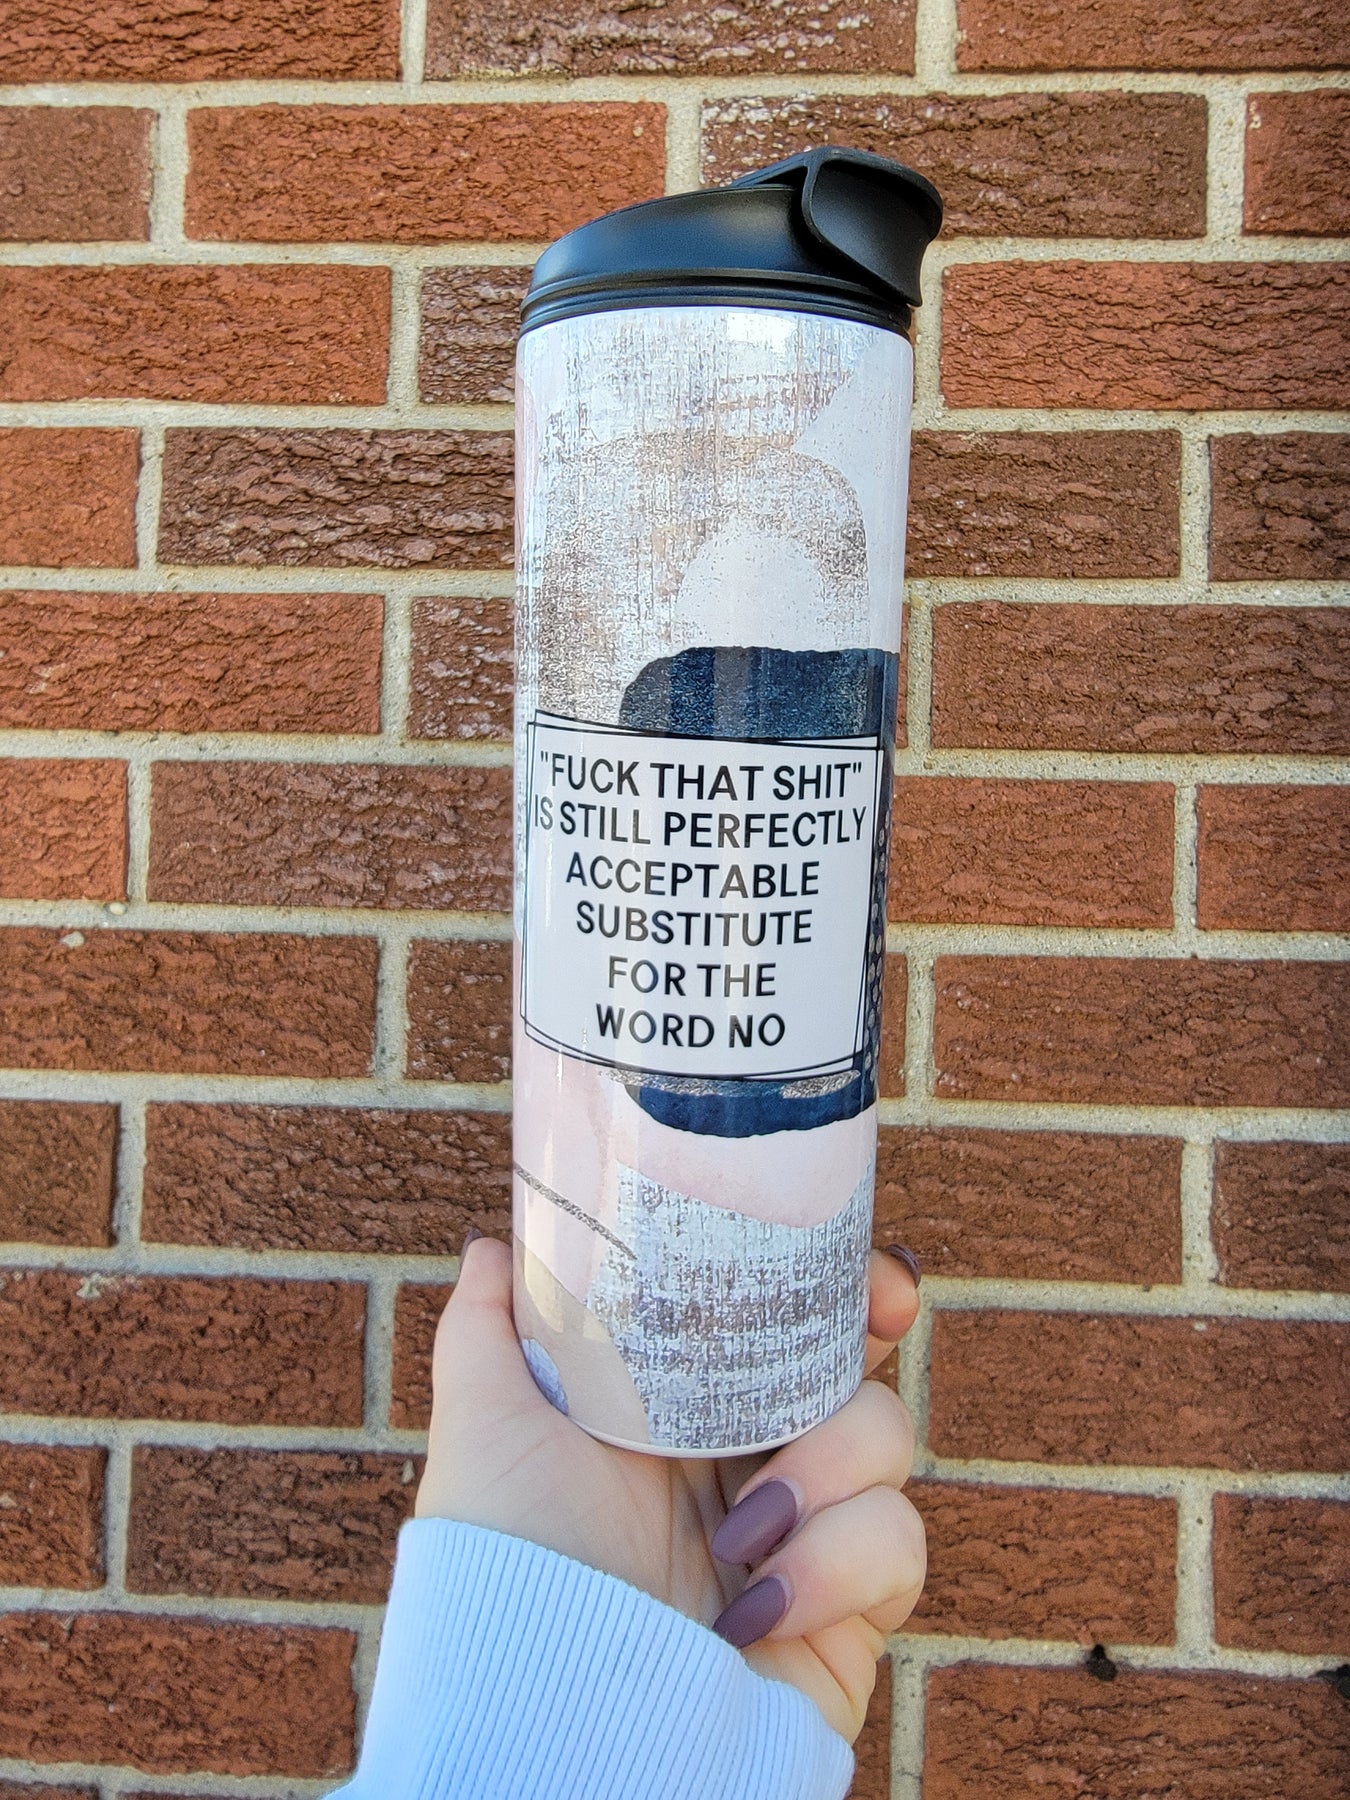 "FUCK THAT SHIT"
IS STILL PERFECTLY
ACCEPTABLE
SUBSTITUTE
FOR THE
WORD NO